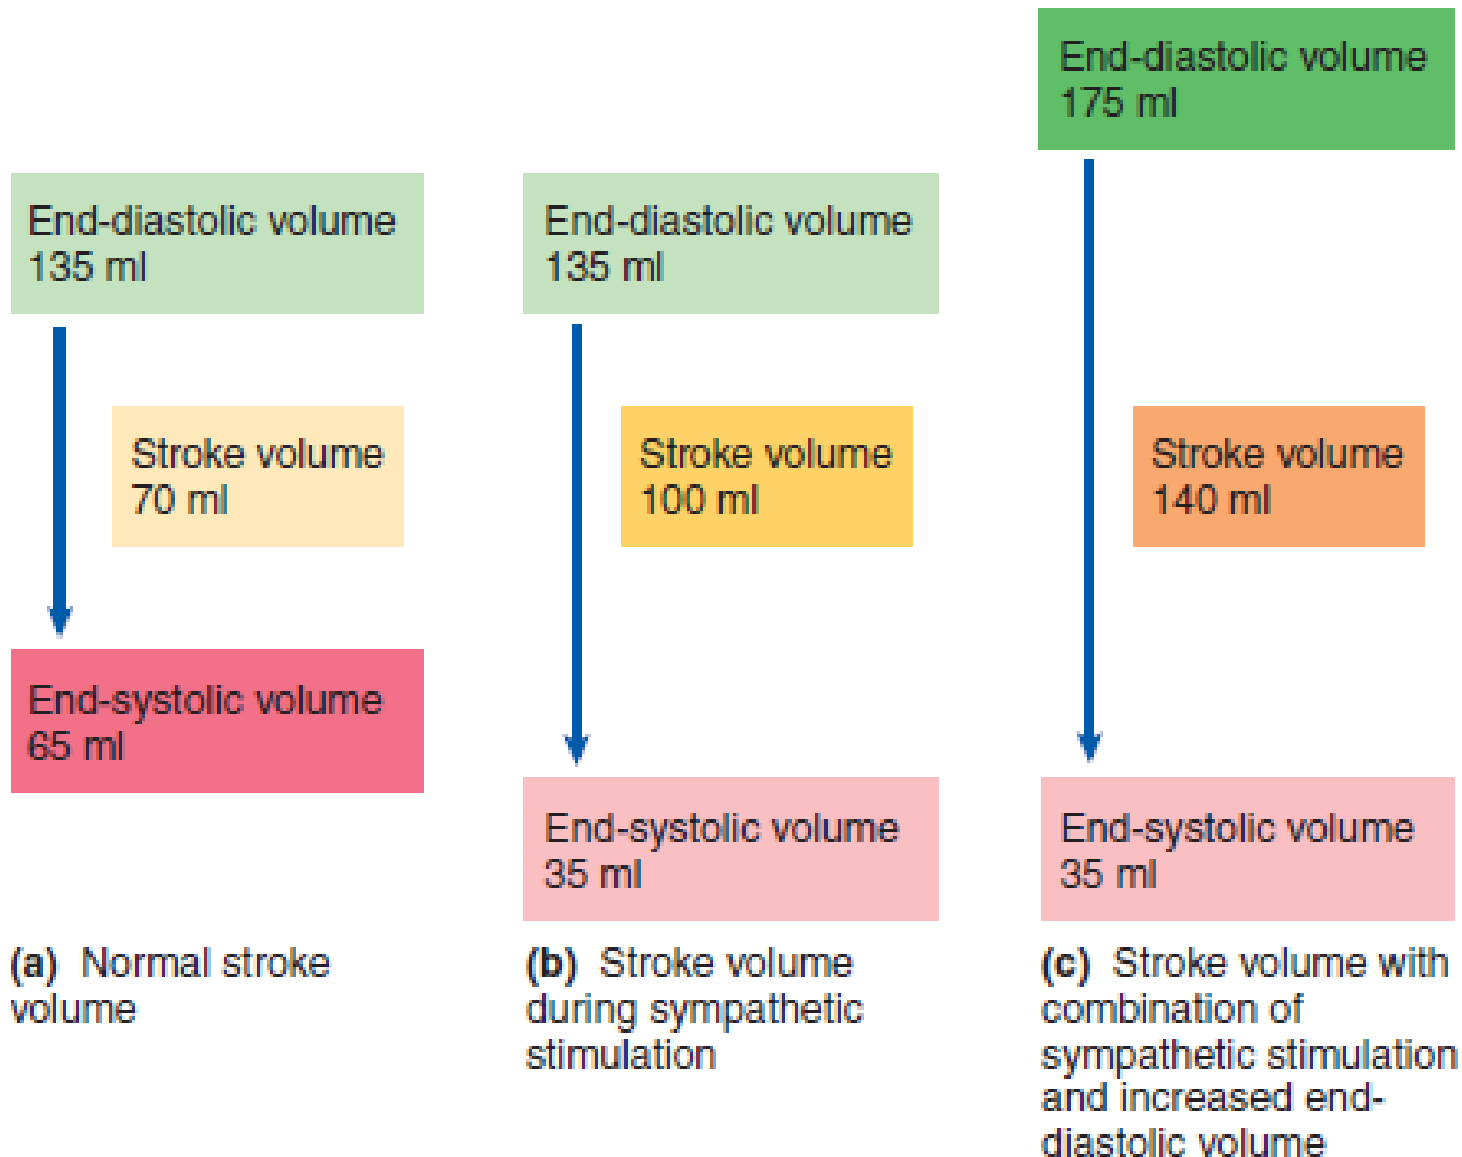 End-diastolic volume
135 ml
Stroke volume
70 ml
End-systolic volume
65 ml
(a) Normal stroke
volume
End-diastolic volume
135 ml
Stroke volume
100 ml
End-systolic volume
35 ml
(b) Stroke volume
during sympathetic
stimulation
End-diastolic volume
175 ml
Stroke volume
140 ml
End-systolic volume
35 ml
(c) Stroke volume with
combination of
sympathetic stimulation
and increased end-
diastolic volume